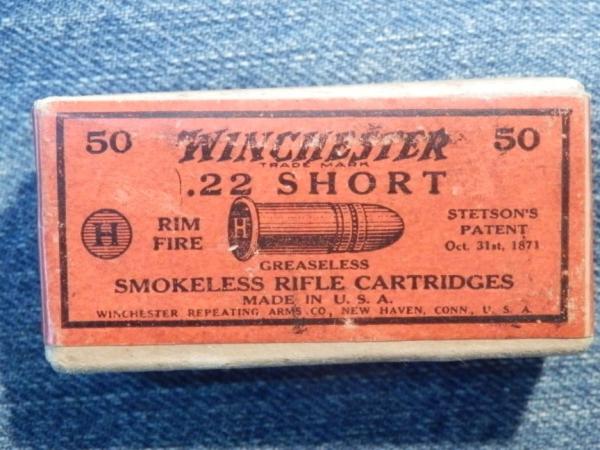 50 WINCHESTER 50
TRADE MARK
.22 SHORT
H
RIM
FIRE
H
STETSON'S
PATENT
Oct. 31st, 1871
GREASELESS
SMOKELESS RIFLE CARTRIDGES
MADE IN U. S. A.
WINCHESTER REPEATING ARMS CO, NEW HAVEN, CONN, U. S. A.